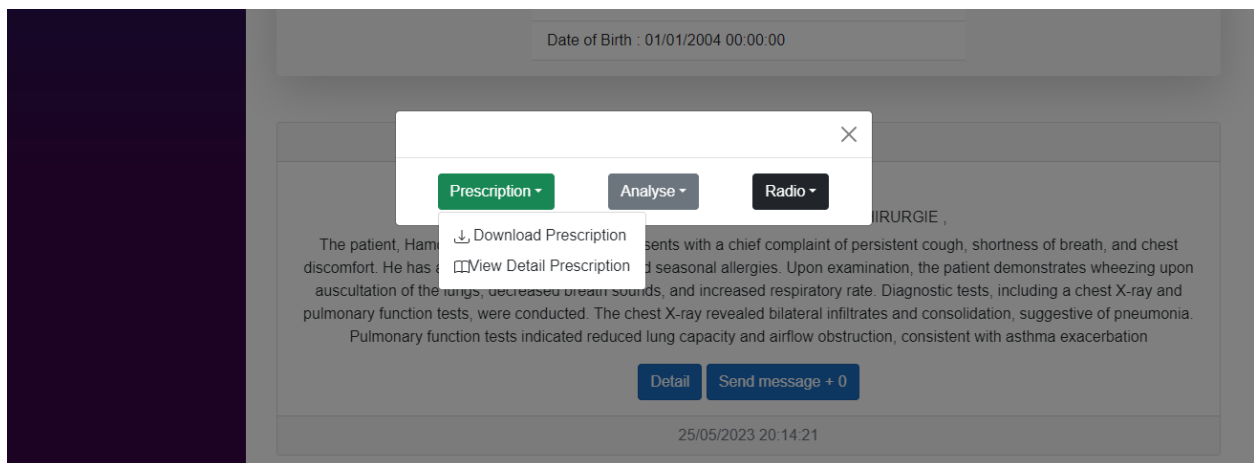 Date of Birth : 01/01/2004 00:00:00
Prescription
Analyse
Radio
HIRURGIE ,
Download Prescription
View Detail Prescription
The patient, Hamo sents with a chief complaint of persistent cough, shortness of breath, and chest
discomfort. He has a d seasonal allergies. Upon examination, the patient demonstrates wheezing upon
auscultation of the lungs, decreased breath sounds, and increased respiratory rate. Diagnostic tests, including a chest X-ray and
pulmonary function tests, were conducted. The chest X-ray revealed bilateral infiltrates and consolidation, suggestive of pneumonia.
Pulmonary function tests indicated reduced lung capacity and airflow obstruction, consistent with asthma exacerbation
Detail Send message + 0
25/05/2023 20:14:21